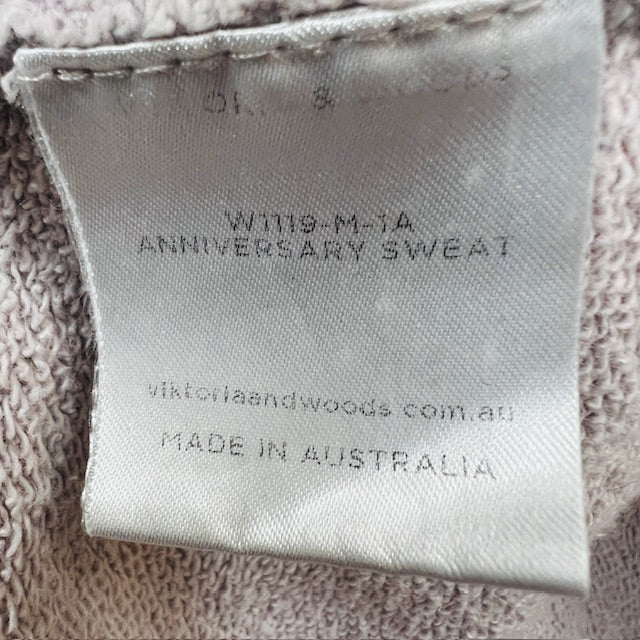 &
W1119-M-1A
ANNIVERSARY SWEAT
viktoriaandwoods.com.au
MADE IN AUSTRALIA